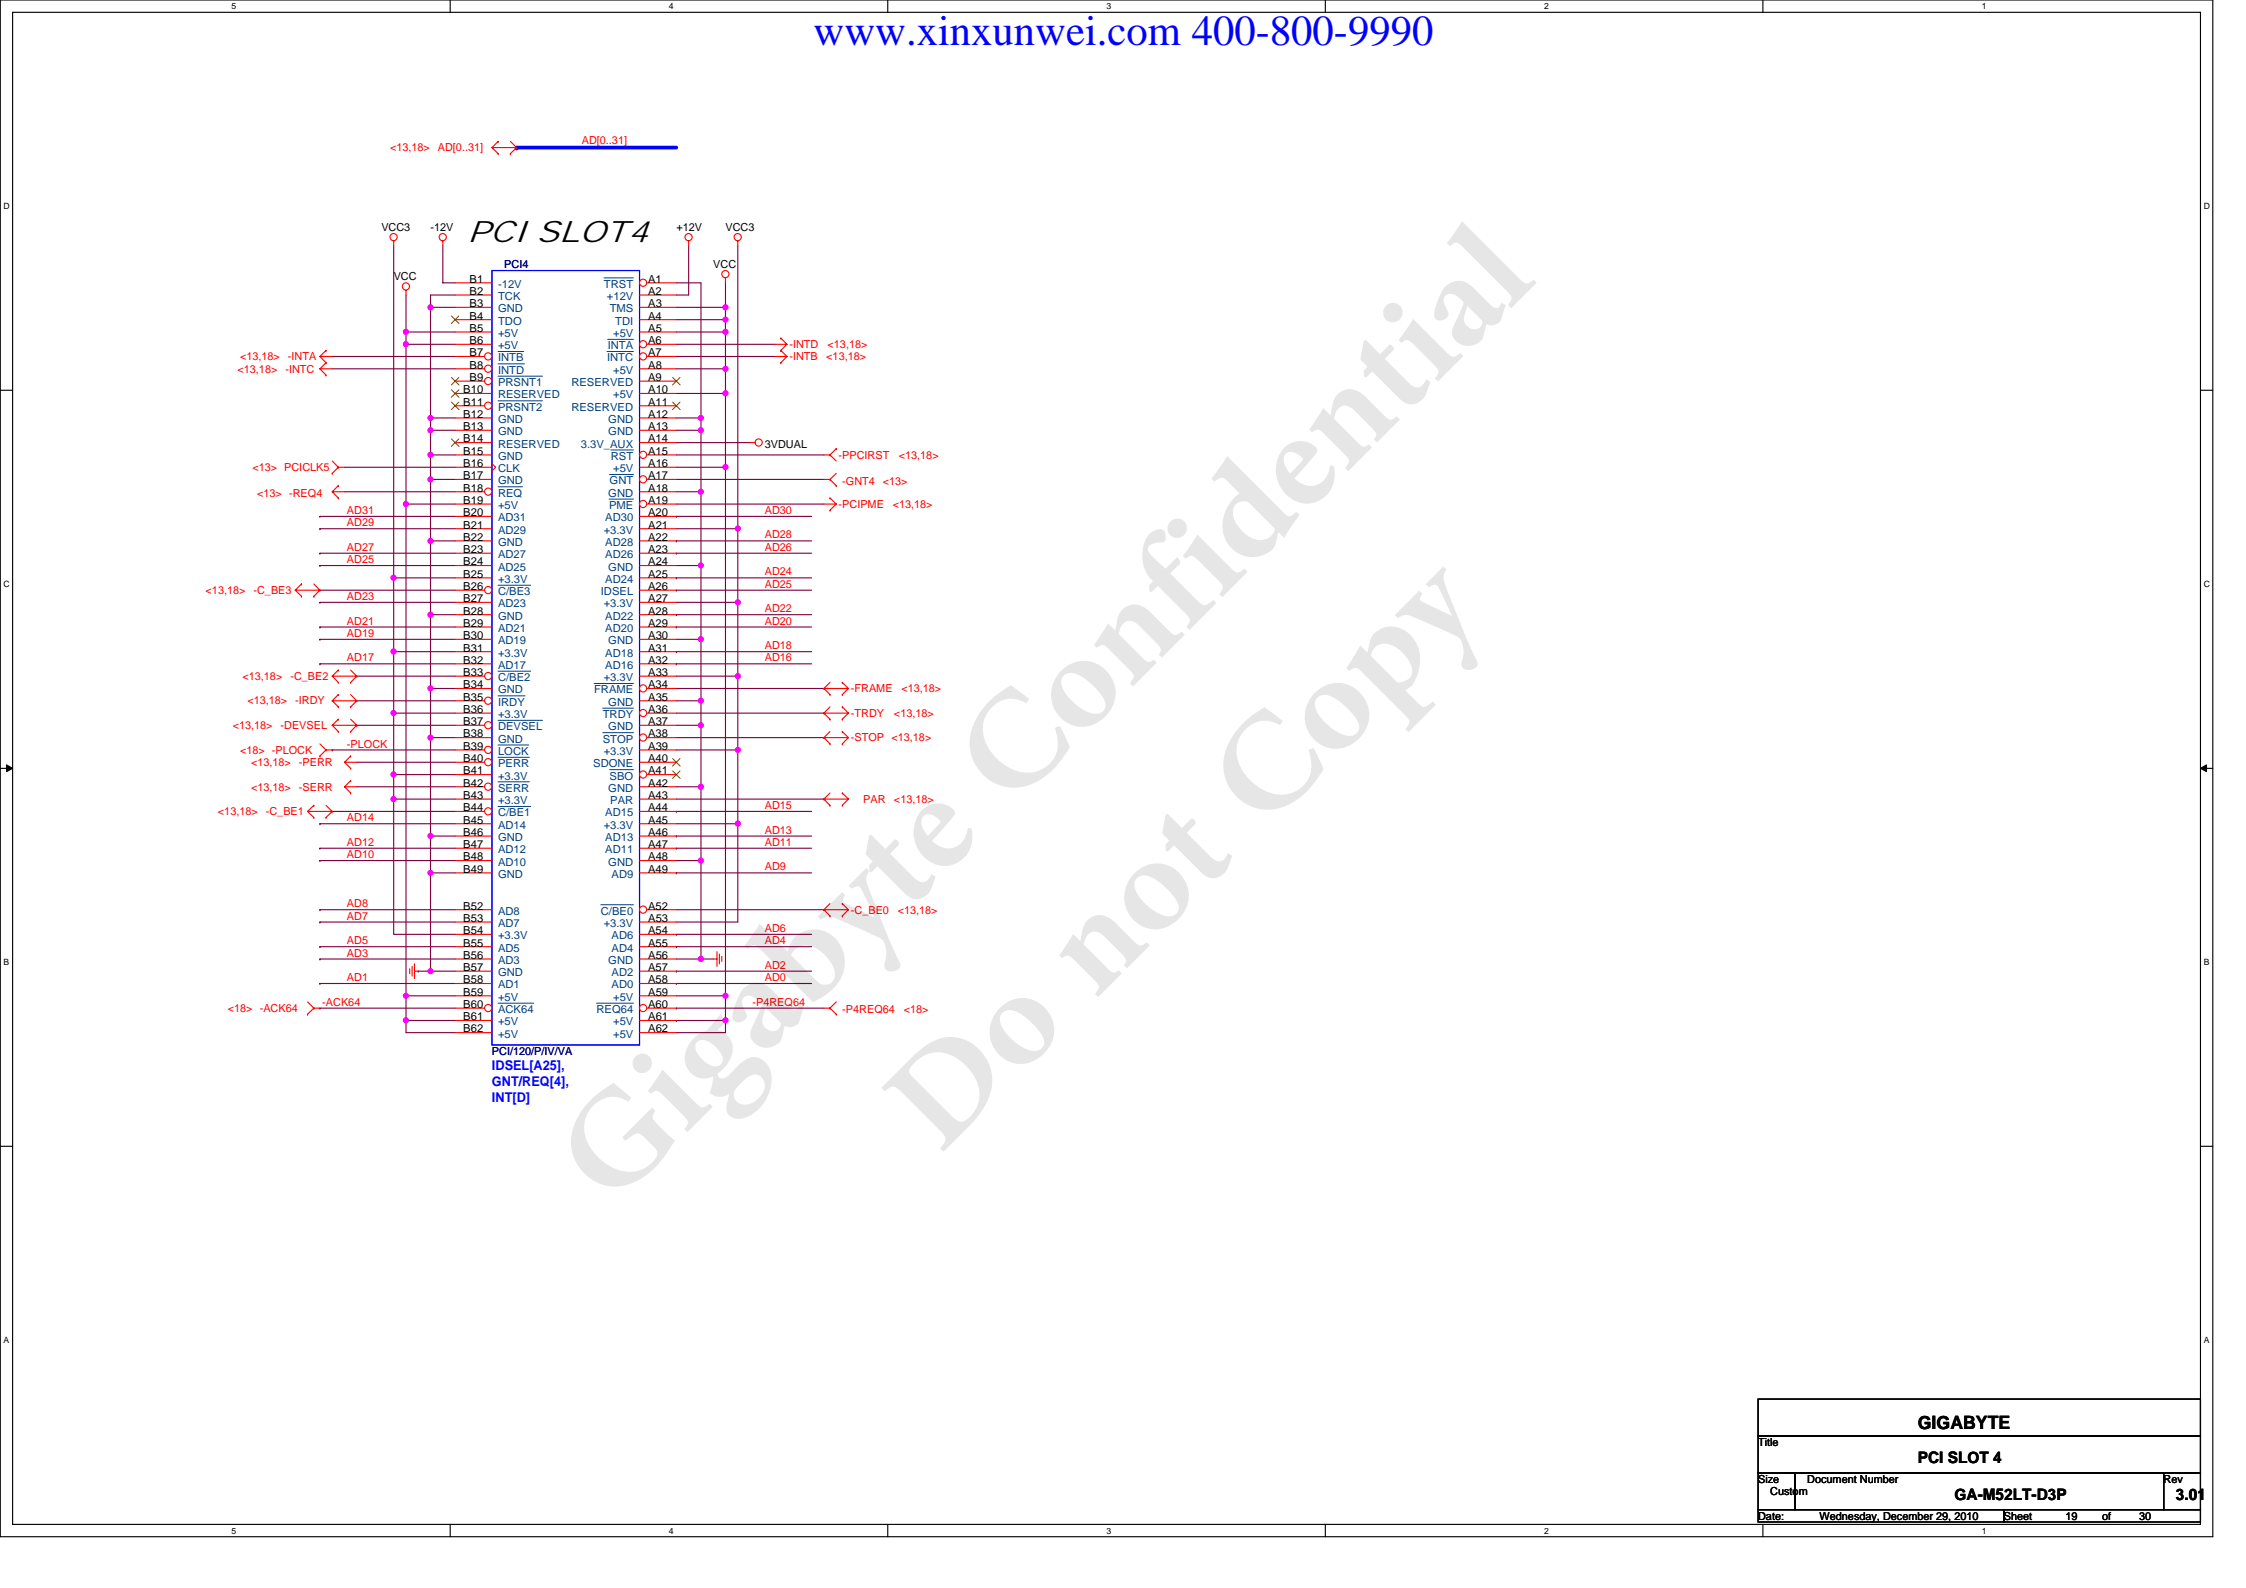 5 4 3 2 1
www.xinxunwei.com 400-800-9990
<13,18> AD[0..31] AD[0..31]
D D
PCI SLOT4
VCC3 -12V +12V VCC3
VCC VCC
PCI4
B1 -12V TRST A1
B2 TCK +12V A2
B3 GND TMS A3
B4 TDO TDI A4
B5 +5V +5V A5
B6 +5V INTA A6 -INTD <13,18>
<13,18> -INTA B7 INTB INTC A7 -INTB <13,18>
<13,18> -INTC B8 INTD +5V A8
B9 PRSNT1 RESERVED A9
B10 RESERVED +5V A10
B11 PRSNT2 RESERVED A11
B12 GND GND A12
B13 GND GND A13
B14 RESERVED 3.3V_AUX A14 3VDUAL
B15 GND RST A15 -PPCIRST <13,18>
<13> PCICLK5 B16 CLK +5V A16
B17 GND GNT A17 -GNT4 <13>
<13> -REQ4 B18 REQ GND A18
B19 +5V PME A19 -PCIPME <13,18>
AD31 B20 AD31 AD30 A20 AD30
AD29 B21 AD29 +3.3V A21
B22 GND AD28 A22 AD28
AD27 B23 AD27 AD26 A23 AD26
AD25 B24 AD25 GND A24
B25 +3.3V AD24 A25 AD24
C C
<13,18> -C_BE3 B26 C/BE3 IDSEL A26 AD25
AD23 B27 AD23 +3.3V A27
B28 GND AD22 A28 AD22
AD21 B29 AD21 AD20 A29 AD20
AD19 B30 AD19 GND A30
B31 +3.3V AD18 A31 AD18
AD17 B32 AD17 AD16 A32 AD16
<13,18> -C_BE2 B33 C/BE2 +3.3V A33
B34 GND FRAME A34 -FRAME <13,18>
<13,18> -IRDY B35 IRDY GND A35
B36 +3.3V TRDY A36 -TRDY <13,18>
<13,18> -DEVSEL B37 DEVSEL GND A37
B38 GND STOP A38 -STOP <13,18>
<18> -PLOCK -PLOCK B39 LOCK +3.3V A39
<13,18> -PERR B40 PERR SDONE A40
B41 +3.3V SBO A41
<13,18> -SERR B42 SERR GND A42
B43 +3.3V PAR A43 PAR <13,18>
<13,18> -C_BE1 B44 C/BE1 AD15 A44 AD15
AD14 B45 AD14 +3.3V A45
B46 GND AD13 A46 AD13
AD12 B47 AD12 AD11 A47 AD11
AD10 B48 AD10 GND A48
B49 GND AD9 A49 AD9
AD8 B52 AD8 C/BE0 A52 -C_BE0 <13,18>
AD7 B53 AD7 +3.3V A53
B54 +3.3V AD6 A54 AD6
AD5 B55 AD5 AD4 A55 AD4
AD3 B56 AD3 GND A56
B B
B57 GND AD2 A57 AD2
AD1 B58 AD1 AD0 A58 AD0
B59 +5V +5V A59
<18> -ACK64 -ACK64 B60 ACK64 REQ64 A60 -P4REQ64 -P4REQ64 <18>
B61 +5V +5V A61
B62 +5V +5V A62
PCI/120/P/IV/VA
IDSEL[A25],
GNT/REQ[4],
INT[D]
Gigabyte Confidential
Do not Copy
A A
GIGABYTE
Title
PCI SLOT 4
Size Document Number Rev
Custom GA-M52LT-D3P 3.01
Date: Wednesday, December 29, 2010 Sheet 19 of 30
5 4 3 2 1